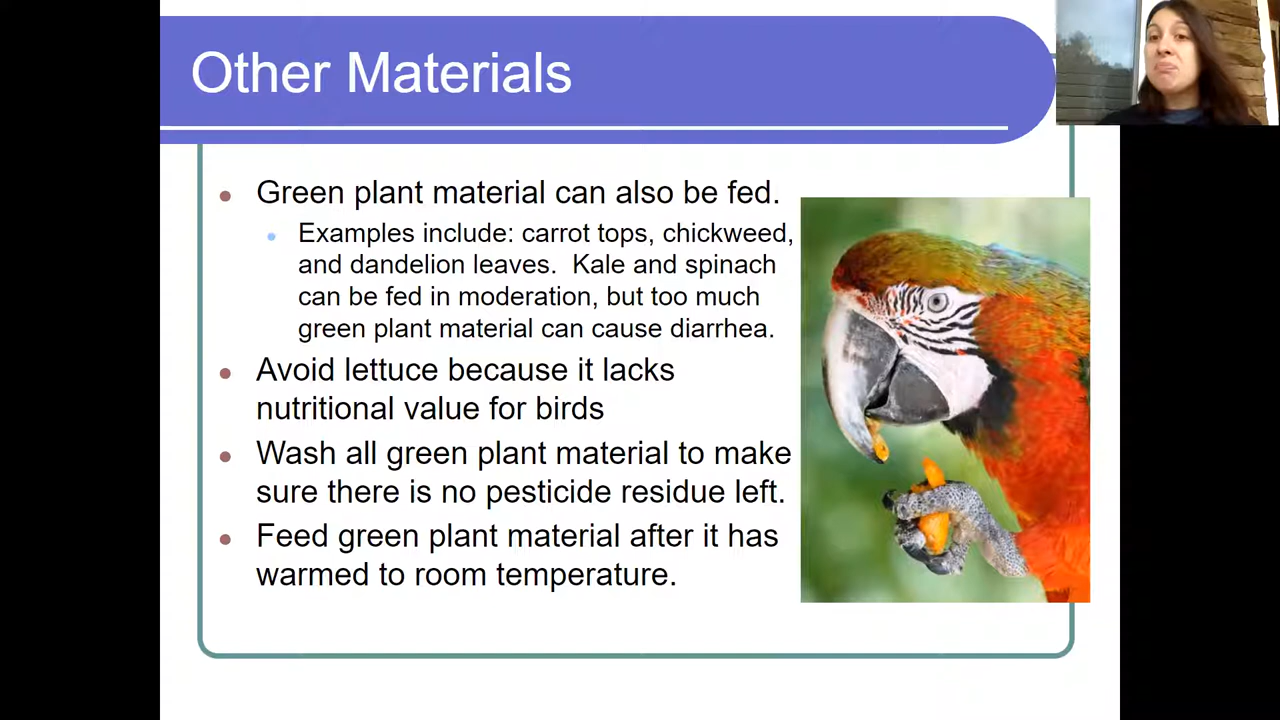 Other Materials
Green plant material can also be fed.
Examples include: carrot tops, chickweed,
and dandelion leaves.  Kale and spinach
can be fed in moderation, but too much
green plant material can cause diarrhea.
Avoid lettuce because it lacks
nutritional value for birds
Wash all green plant material to make
sure there is no pesticide residue left.
Feed green plant material after it has
warmed to room temperature.